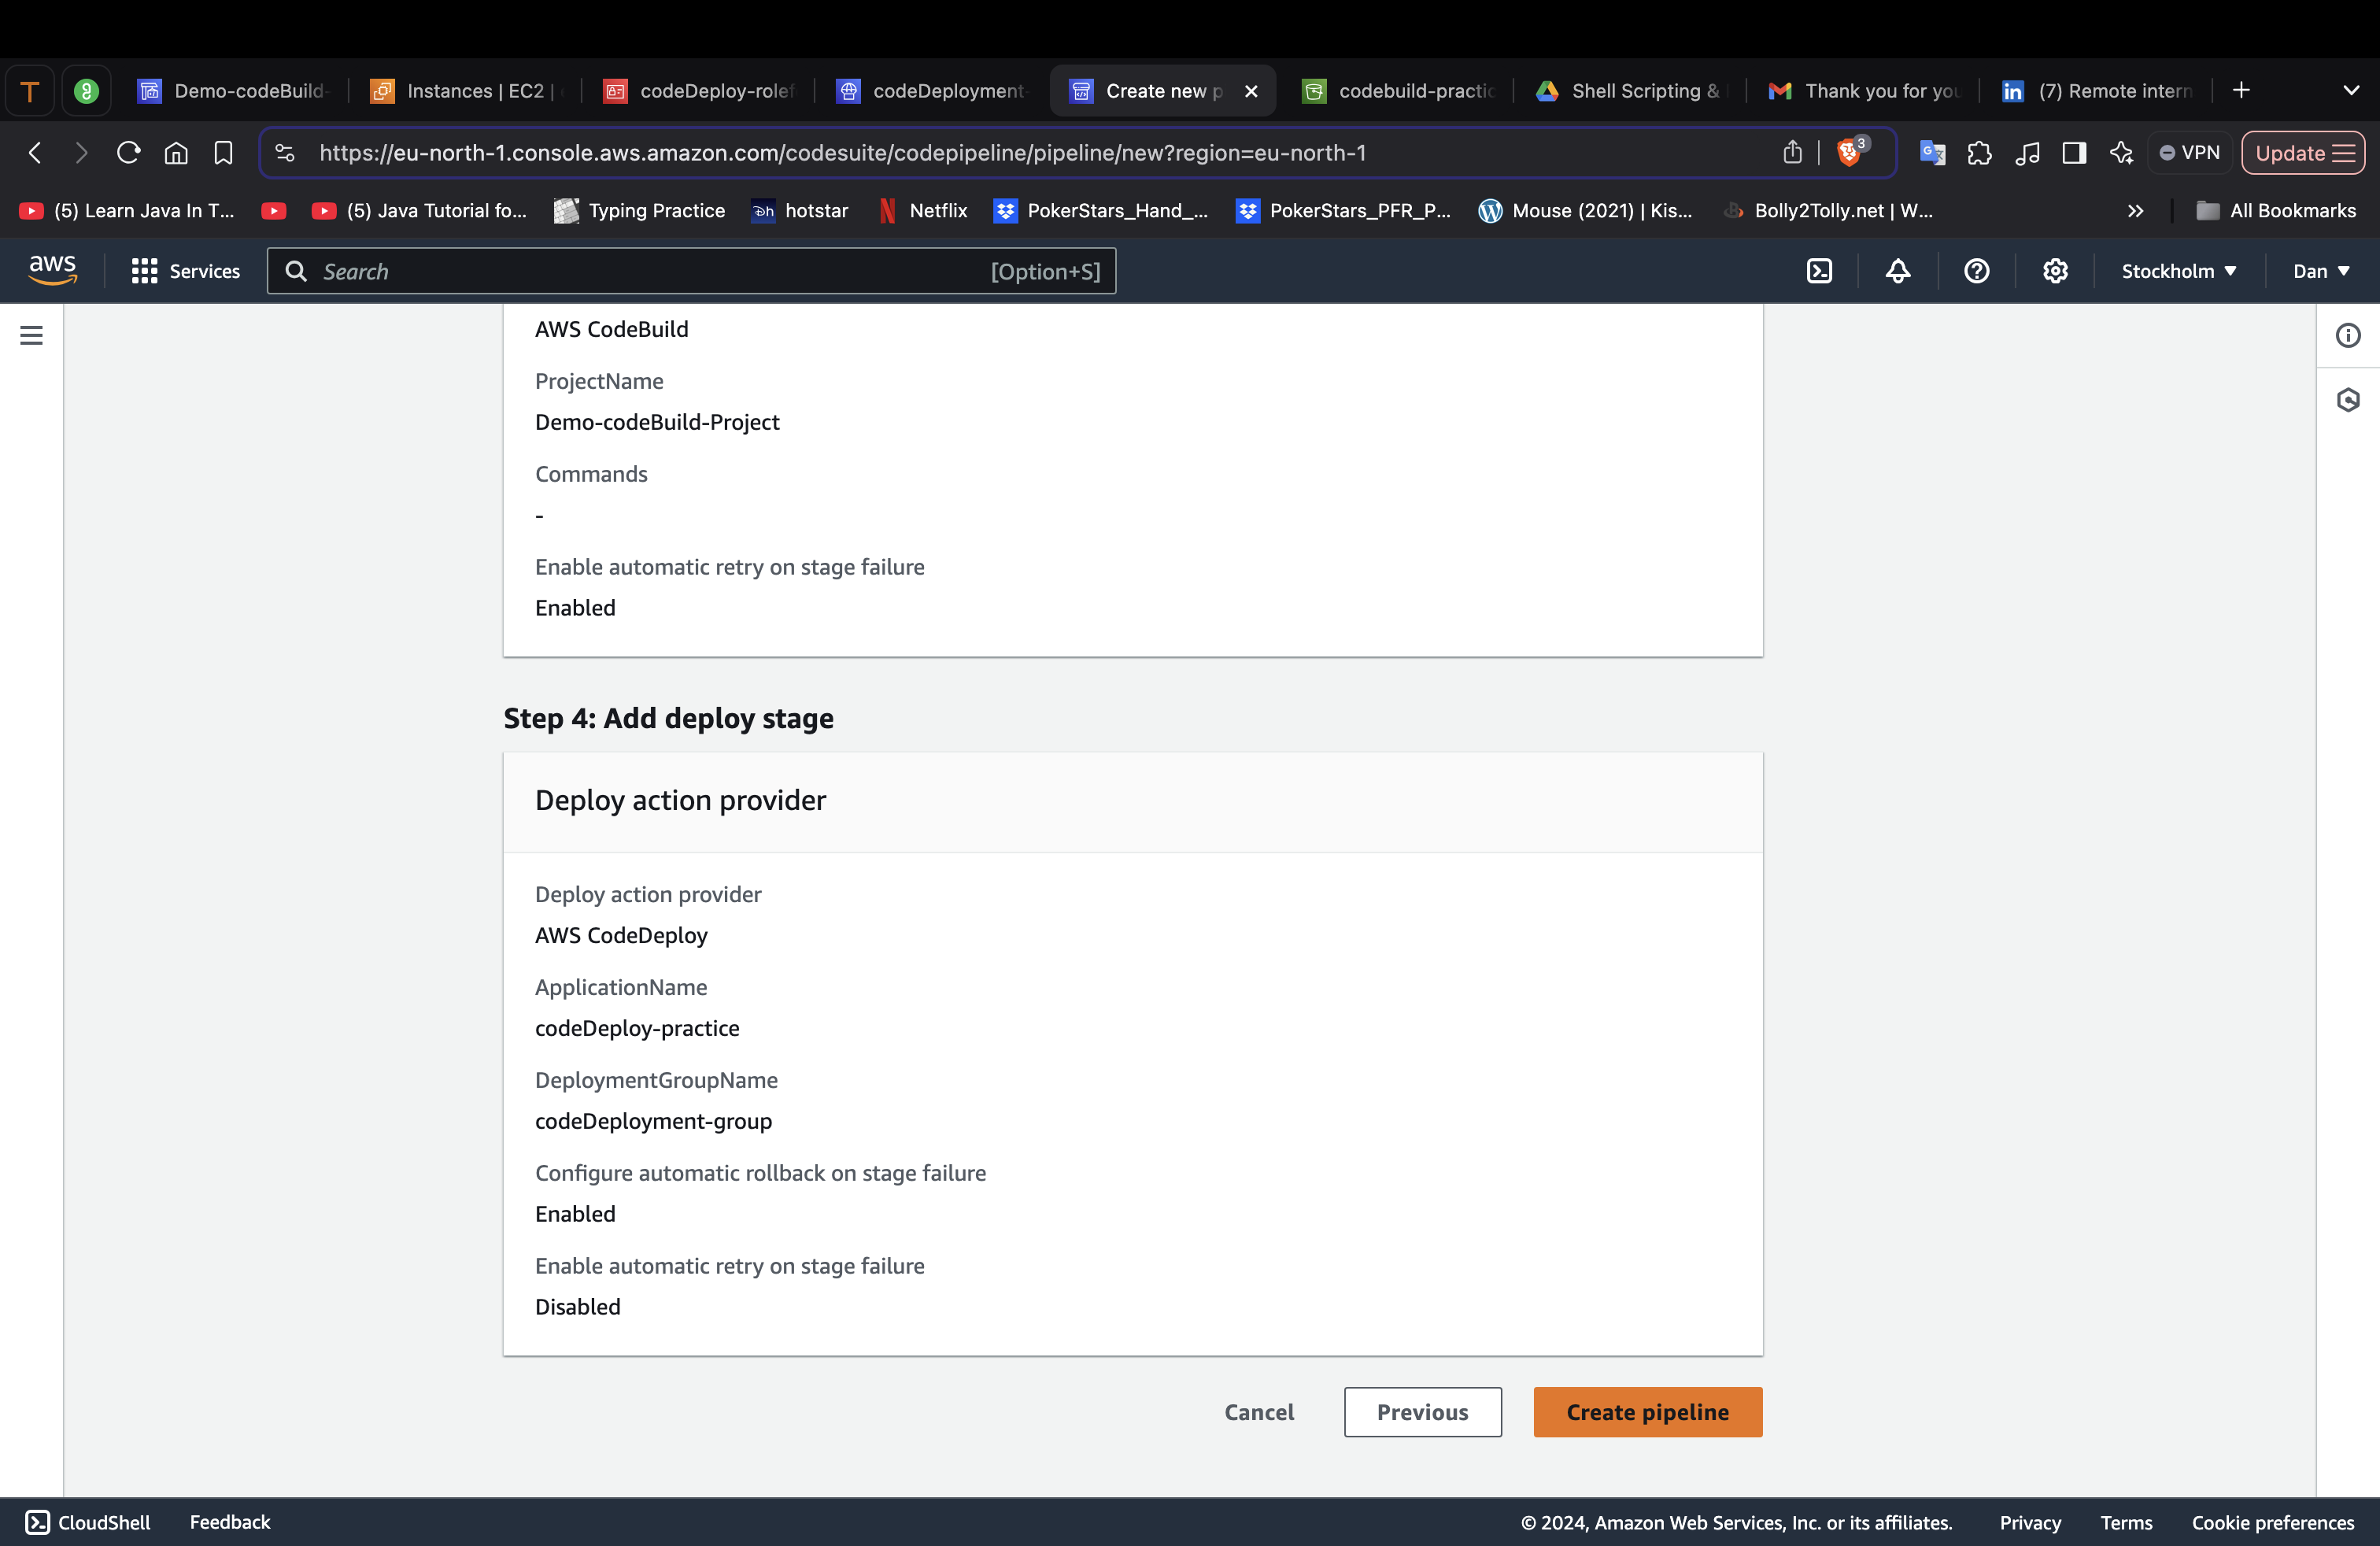 T
Demo-codeBuild-
Instances | EC2 |
codeDeploy-rolef
codeDeployment-
Create new p
codebuild-practic
Shell Scripting &
Thank you for you
(7) Remote intern
https://eu-north-1.console.aws.amazon.com/codesuite/codepipeline/pipeline/new?region=eu-north-1
3
VPN
Update
(5) Learn Java In T...
(5) Java Tutorial fo...
Typing Practice
hotstar
Netflix
PokerStars_Hand_...
PokerStars_PFR_P...
Mouse (2021) | Kis...
Bolly2Tolly.net | W...
All Bookmarks
aws
Services
Search
[Option+S]
Stockholm
Dan
AWS CodeBuild
ProjectName
Demo-codeBuild-Project
Commands
-
Enable automatic retry on stage failure
Enabled
Step 4: Add deploy stage
Deploy action provider
Deploy action provider
AWS CodeDeploy
ApplicationName
codeDeploy-practice
DeploymentGroupName
codeDeployment-group
Configure automatic rollback on stage failure
Enabled
Enable automatic retry on stage failure
Disabled
Cancel
Previous
Create pipeline
CloudShell
Feedback
© 2024, Amazon Web Services, Inc. or its affiliates.
Privacy
Terms
Cookie preferences